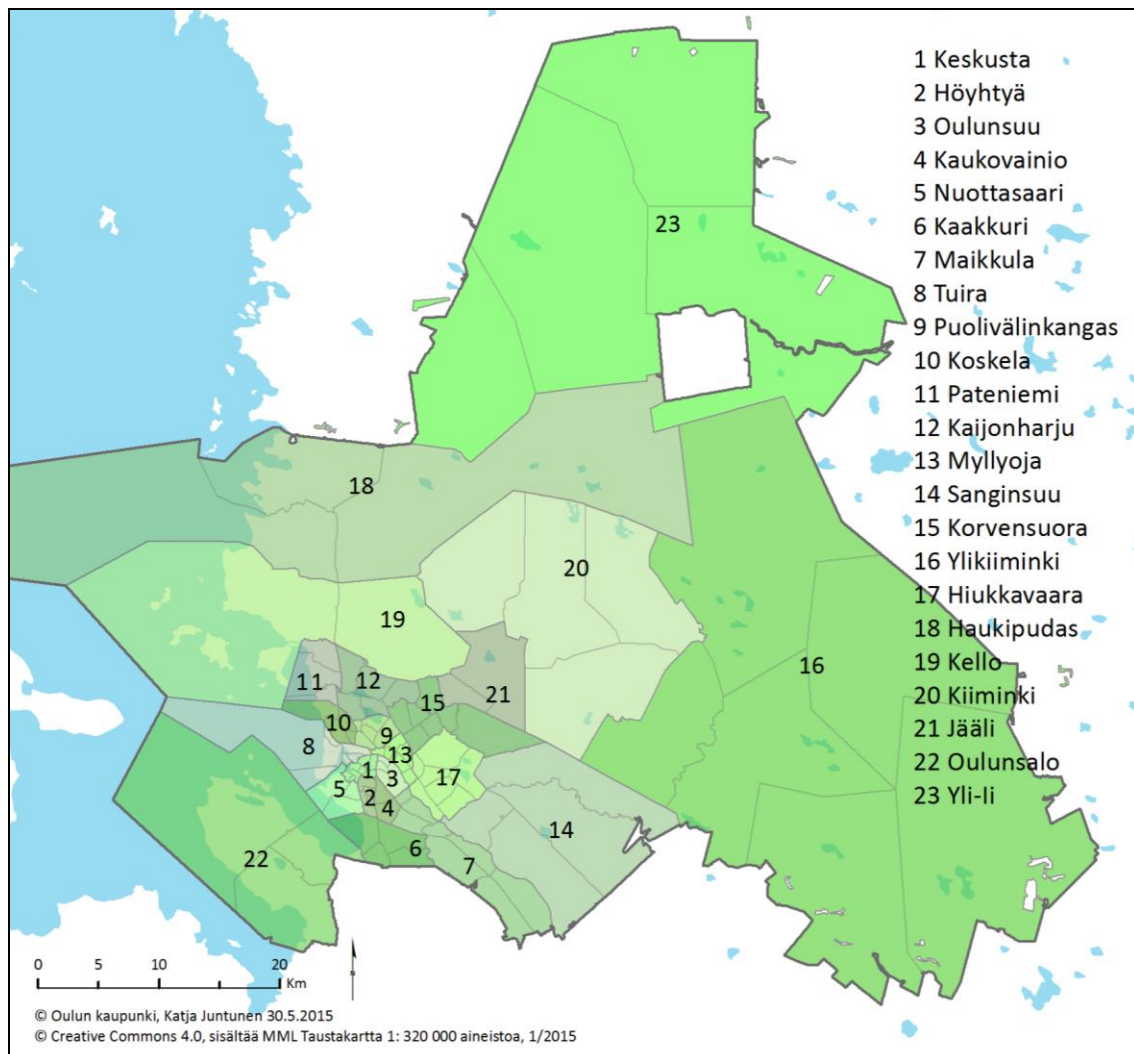 1 Keskusta
2 Höyhtyä
3 Oulunsuu
4 Kaukovainio
5 Nuottasaari
6 Kaakkuri
7 Maikkula
8 Tuira
9 Puolivälinkangas
10 Koskela
11 Pateniemi
12 Kaijonharju
13 Myllyoja
14 Sanginsuu
15 Korvensuora
16 Ylikiiminki
17 Hiukkavaara
18 Haukipudas
19 Kello
20 Kiiminki
21 Jääli
22 Oulunsalo
23 Yli-Ii
23
18
20
19
16
11
12
21
15
10
9
8
13
1
17
3
5
2
4
14
6
22
7
0 5 10 20
Km
N
© Oulun kaupunki, Katja Juntunen 30.5.2015
© Creative Commons 4.0, sisältää MML Taustakartta 1: 320 000 aineistoa, 1/2015